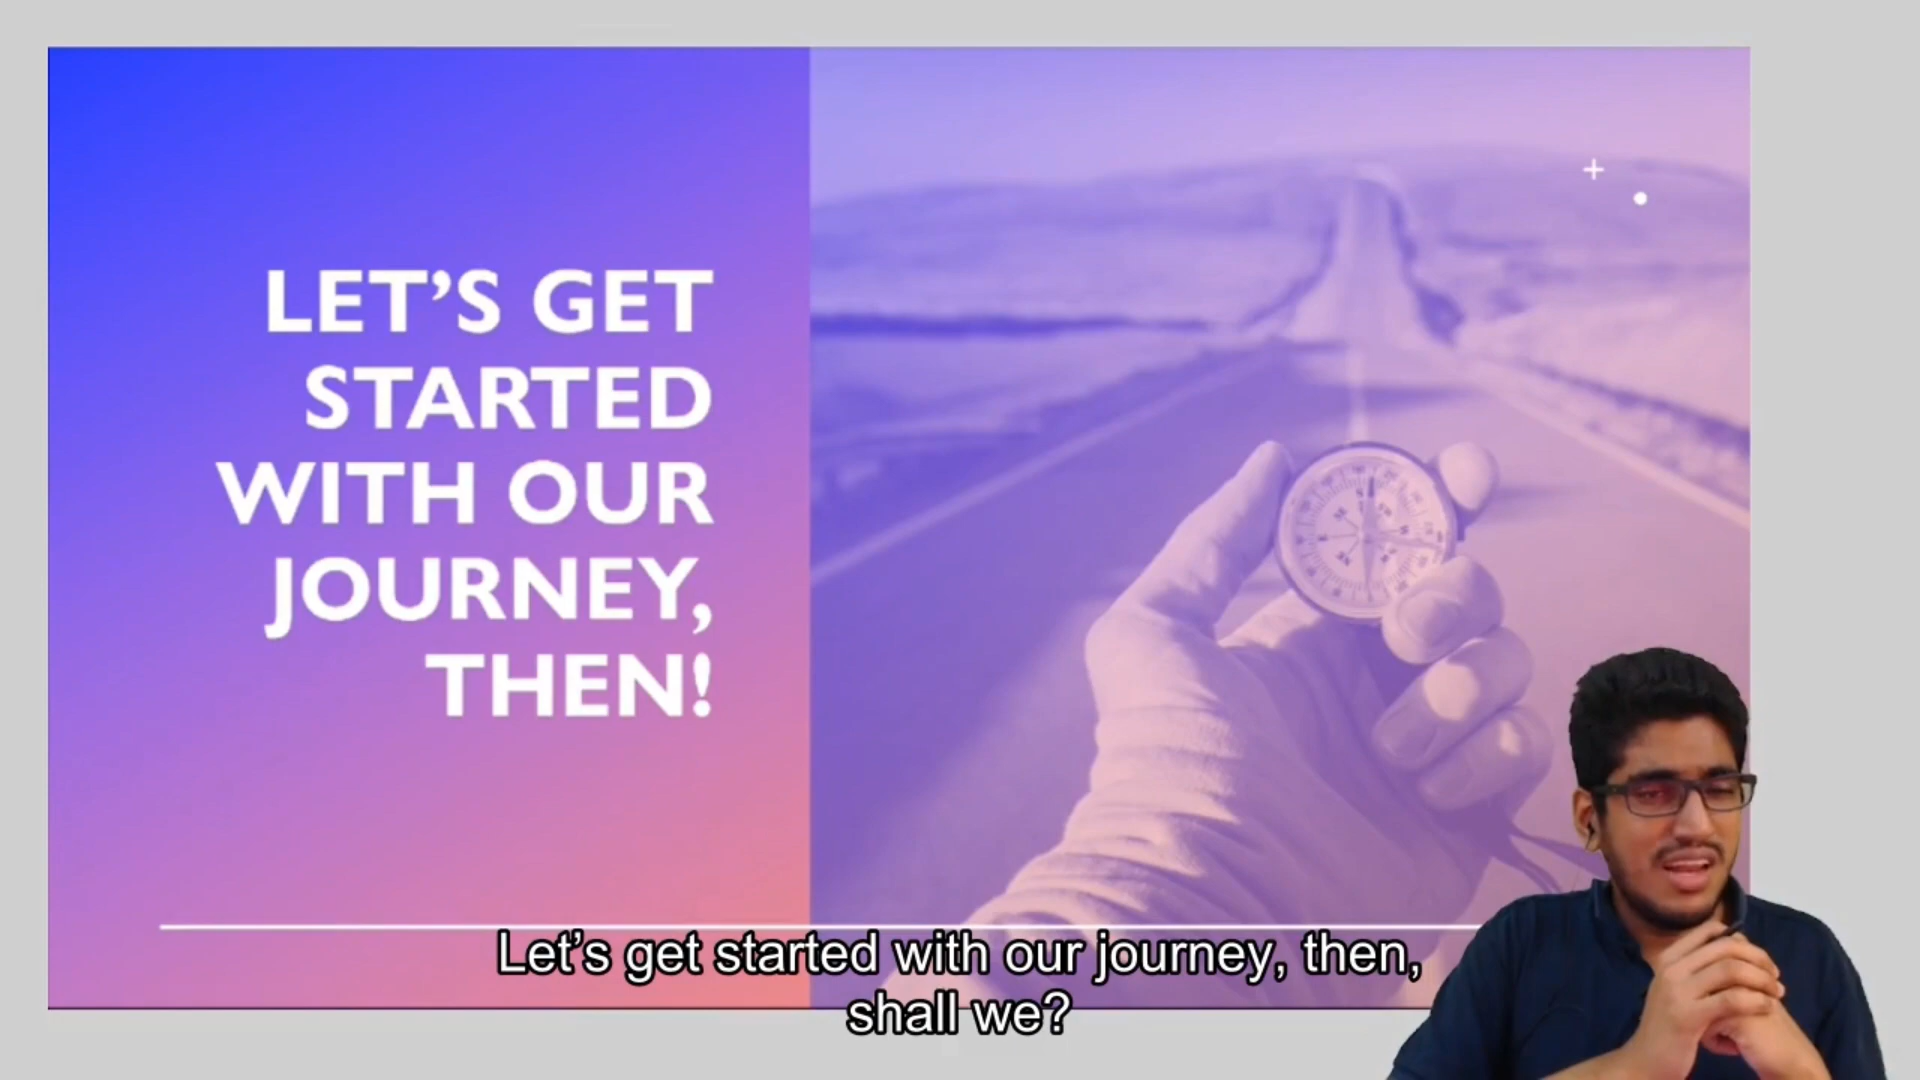 LET’S GET
STARTED
WITH OUR
JOURNEY,
THEN!
Let’s get started with our journey, then,
shall we?